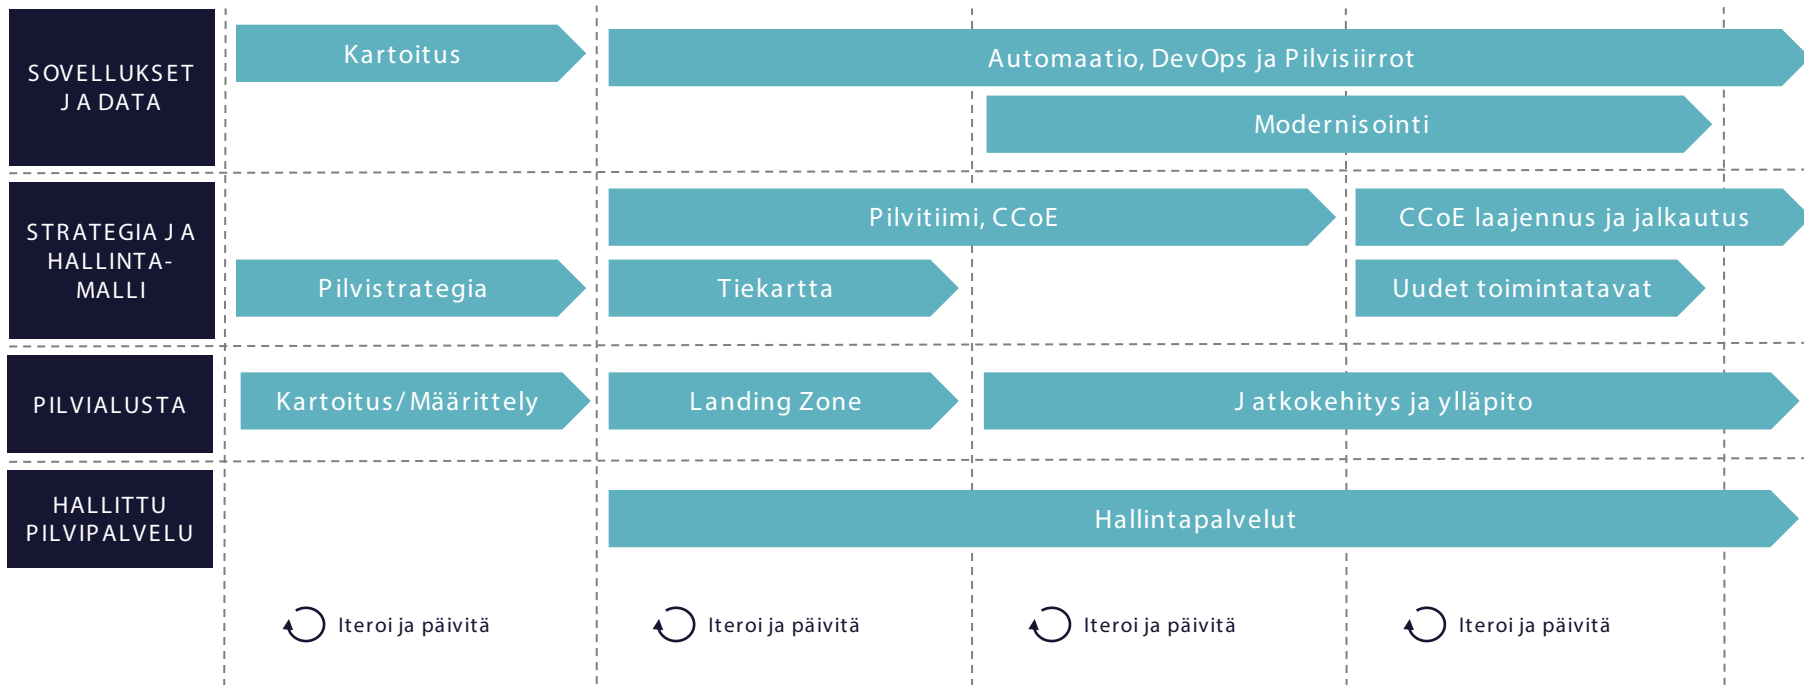 SOVELLUKSET
JA DATA
Kartoitus
Automaatio, DevOps ja Pilvisiirrot
Modernisointi
STRATEGIA JA
HALLINTA-
MALLI
Pilvitiimi, CCoE
CCoE laajennus ja jalkautus
Pilvistrategia
Tiekartta
Uudet toimintatavat
PILVIALUSTA
Kartoitus/Määrittely
Landing Zone
Jatkokehitys ja ylläpito
HALLITTU
PILVIPALVELU
Hallintapalvelut
Iteroi ja päivitä
Iteroi ja päivitä
Iteroi ja päivitä
Iteroi ja päivitä